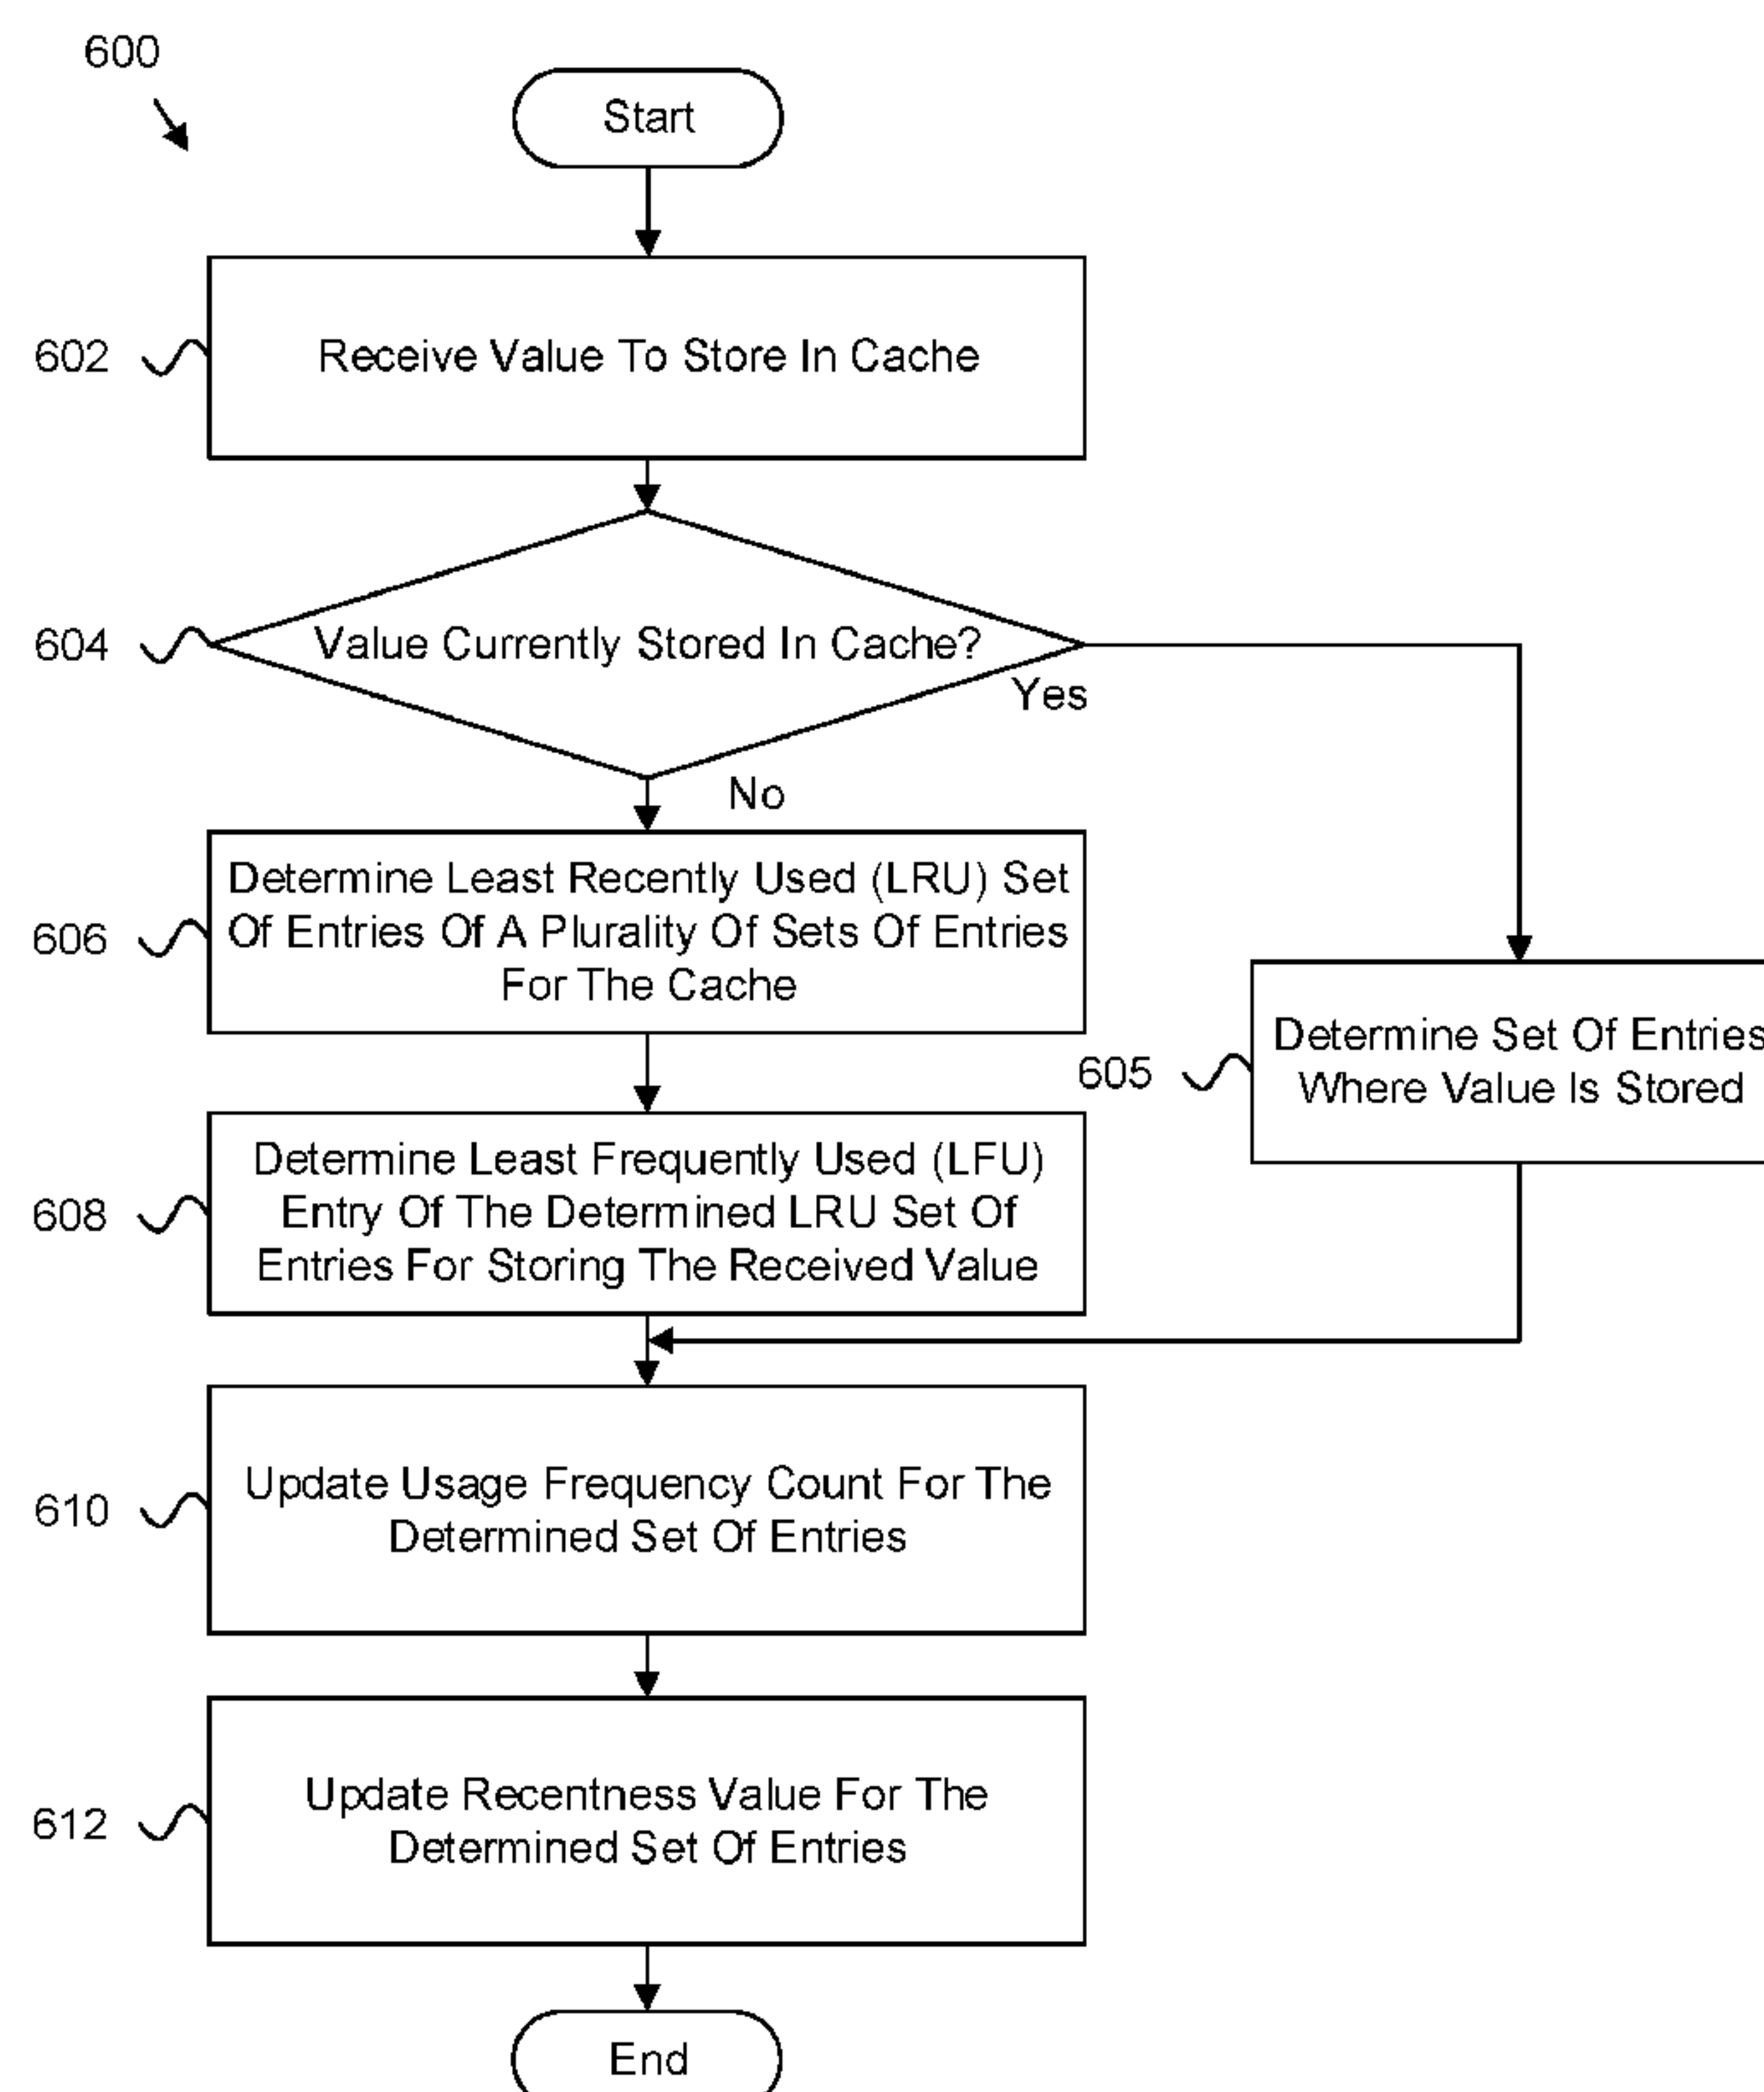 600
Start
602
Receive Value To Store In Cache
604
Value Currently Stored In Cache?
Yes
No
606
Determine Least Recently Used (LRU) Set
Of Entries Of A Plurality Of Sets Of Entries
For The Cache
605
Determine Set Of Entries
Where Value Is Stored
608
Determine Least Frequently Used (LFU)
Entry Of The Determined LRU Set Of
Entries For Storing The Received Value
610
Update Usage Frequency Count For The
Determined Set Of Entries
612
Update Recentness Value For The
Determined Set Of Entries
End